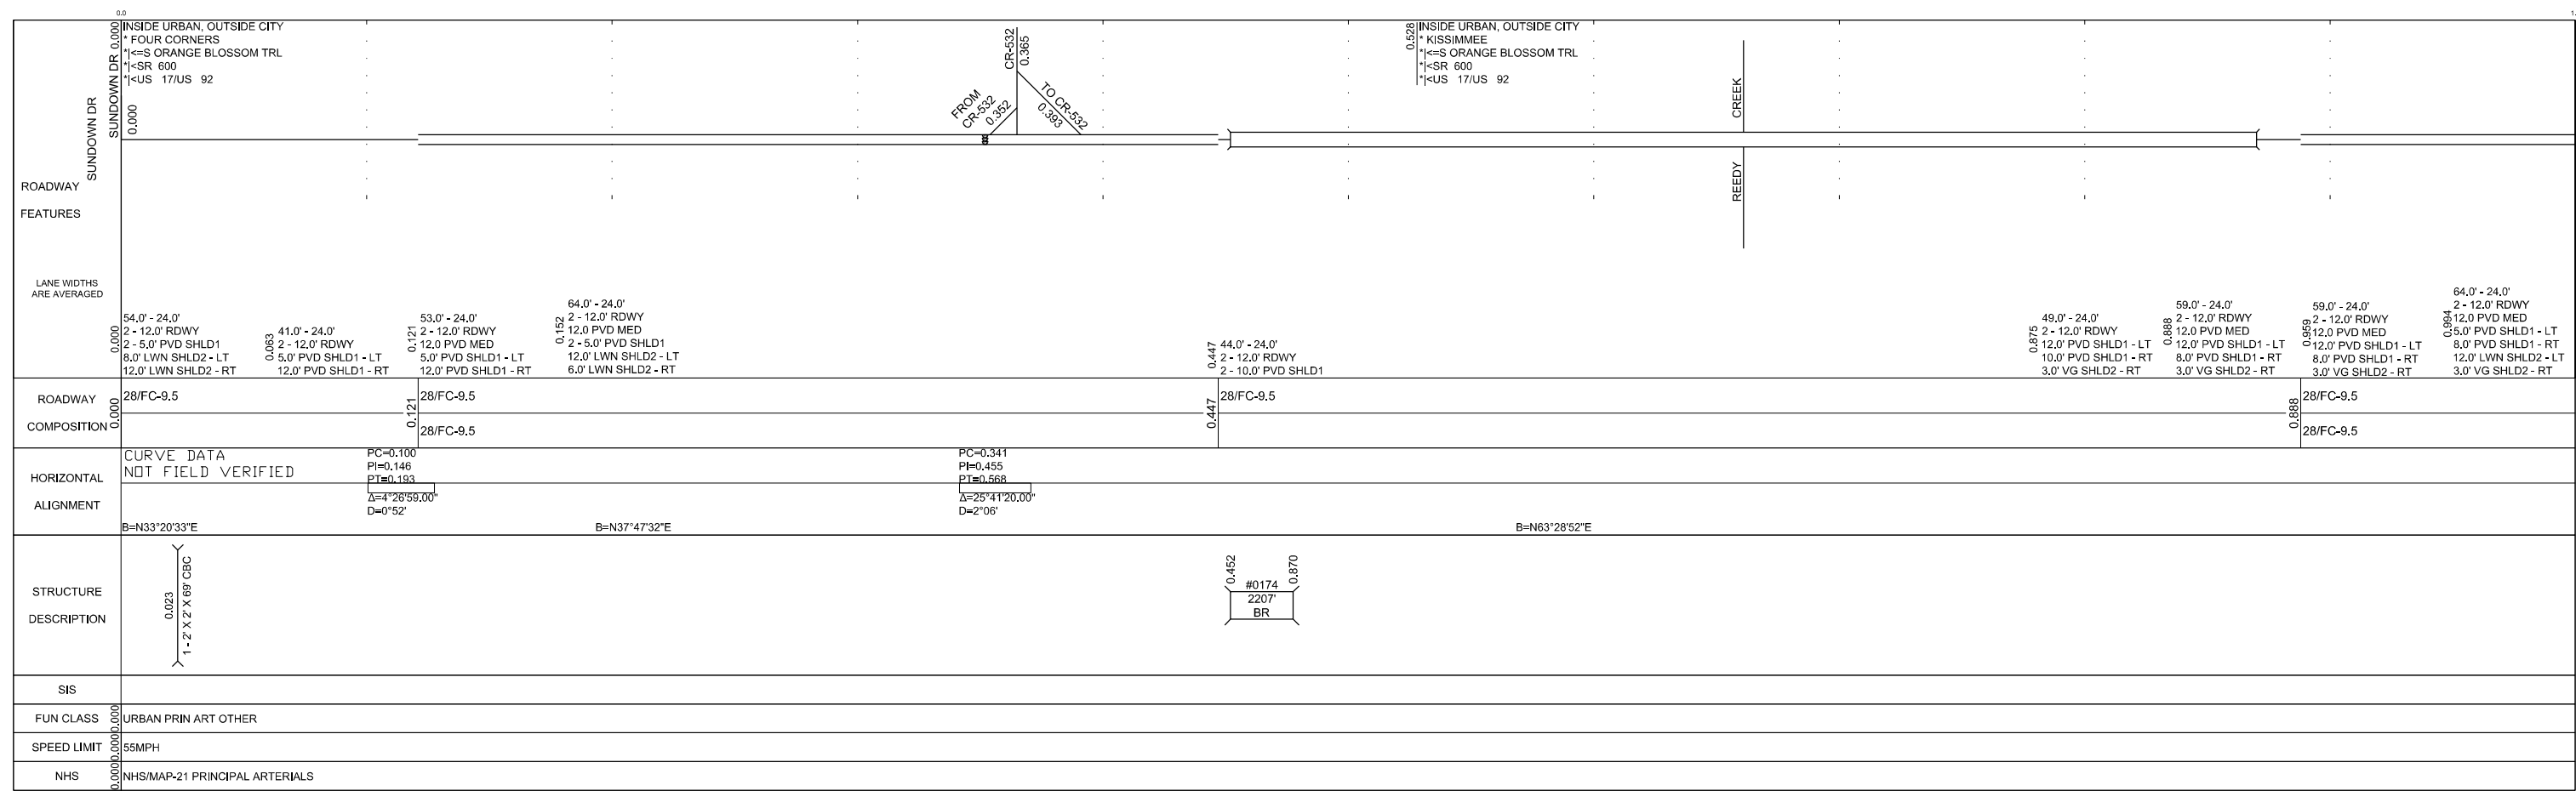 0.0
1.
SUNDOWN DR
SUNDOWN DR 0.000
0.000
INSIDE URBAN, OUTSIDE CITY
* FOUR CORNERS
*|<=S ORANGE BLOSSOM TRL
*|<SR 600
*|<US 17/US 92
FROM
CR-532
0.352
CR-532
0.365
TO CR-532
0.393
0.528
INSIDE URBAN, OUTSIDE CITY
* KISSIMMEE
*|<=S ORANGE BLOSSOM TRL
*|<SR 600
*|<US 17/US 92
CREEK
REEDY
ROADWAY
FEATURES
LANE WIDTHS
ARE AVERAGED
0.000
54.0' - 24.0'
2 - 12.0' RDWY
2 - 5.0' PVD SHLD1
8.0' LWN SHLD2 - LT
12.0' LWN SHLD2 - RT
0.063
41.0' - 24.0'
2 - 12.0' RDWY
5.0' PVD SHLD1 - LT
12.0' PVD SHLD1 - RT
0.121
53.0' - 24.0'
2 - 12.0' RDWY
12.0 PVD MED
5.0' PVD SHLD1 - LT
12.0' PVD SHLD1 - RT
0.152
64.0' - 24.0'
2 - 12.0' RDWY
12.0 PVD MED
2 - 5.0' PVD SHLD1
12.0' LWN SHLD2 - LT
6.0' LWN SHLD2 - RT
0.447
44.0' - 24.0'
2 - 12.0' RDWY
2 - 10.0' PVD SHLD1
0.875
49.0' - 24.0'
2 - 12.0' RDWY
12.0' PVD SHLD1 - LT
10.0' PVD SHLD1 - RT
3.0' VG SHLD2 - RT
0.888
59.0' - 24.0'
2 - 12.0' RDWY
12.0 PVD MED
12.0' PVD SHLD1 - LT
8.0' PVD SHLD1 - RT
3.0' VG SHLD2 - RT
0.959
59.0' - 24.0'
2 - 12.0' RDWY
12.0 PVD MED
12.0' PVD SHLD1 - LT
8.0' PVD SHLD1 - RT
3.0' VG SHLD2 - RT
0.994
64.0' - 24.0'
2 - 12.0' RDWY
12.0 PVD MED
5.0' PVD SHLD1 - LT
8.0' PVD SHLD1 - RT
12.0' LWN SHLD2 - LT
3.0' VG SHLD2 - RT
ROADWAY
COMPOSITION
0.000
28/FC-9.5
0.121
28/FC-9.5
28/FC-9.5
0.447
28/FC-9.5
0.888
28/FC-9.5
28/FC-9.5
HORIZONTAL
ALIGNMENT
CURVE DATA
NOT FIELD VERIFIED
PC=0.100
PI=0.146
PT=0.193
Δ=4°26'59.00"
D=0°52'
PC=0.341
PI=0.455
PT=0.568
Δ=25°41'20.00"
D=2°06'
B=N33°20'33"E
B=N37°47'32"E
B=N63°28'52"E
STRUCTURE
DESCRIPTION
0.023
1 - 2' X 2' X 69' CBC
0.452
#0174
2207'
BR
0.870
SIS
FUN CLASS
0.000
URBAN PRIN ART OTHER
SPEED LIMIT
0.000
55MPH
NHS
0.000
NHS/MAP-21 PRINCIPAL ARTERIALS